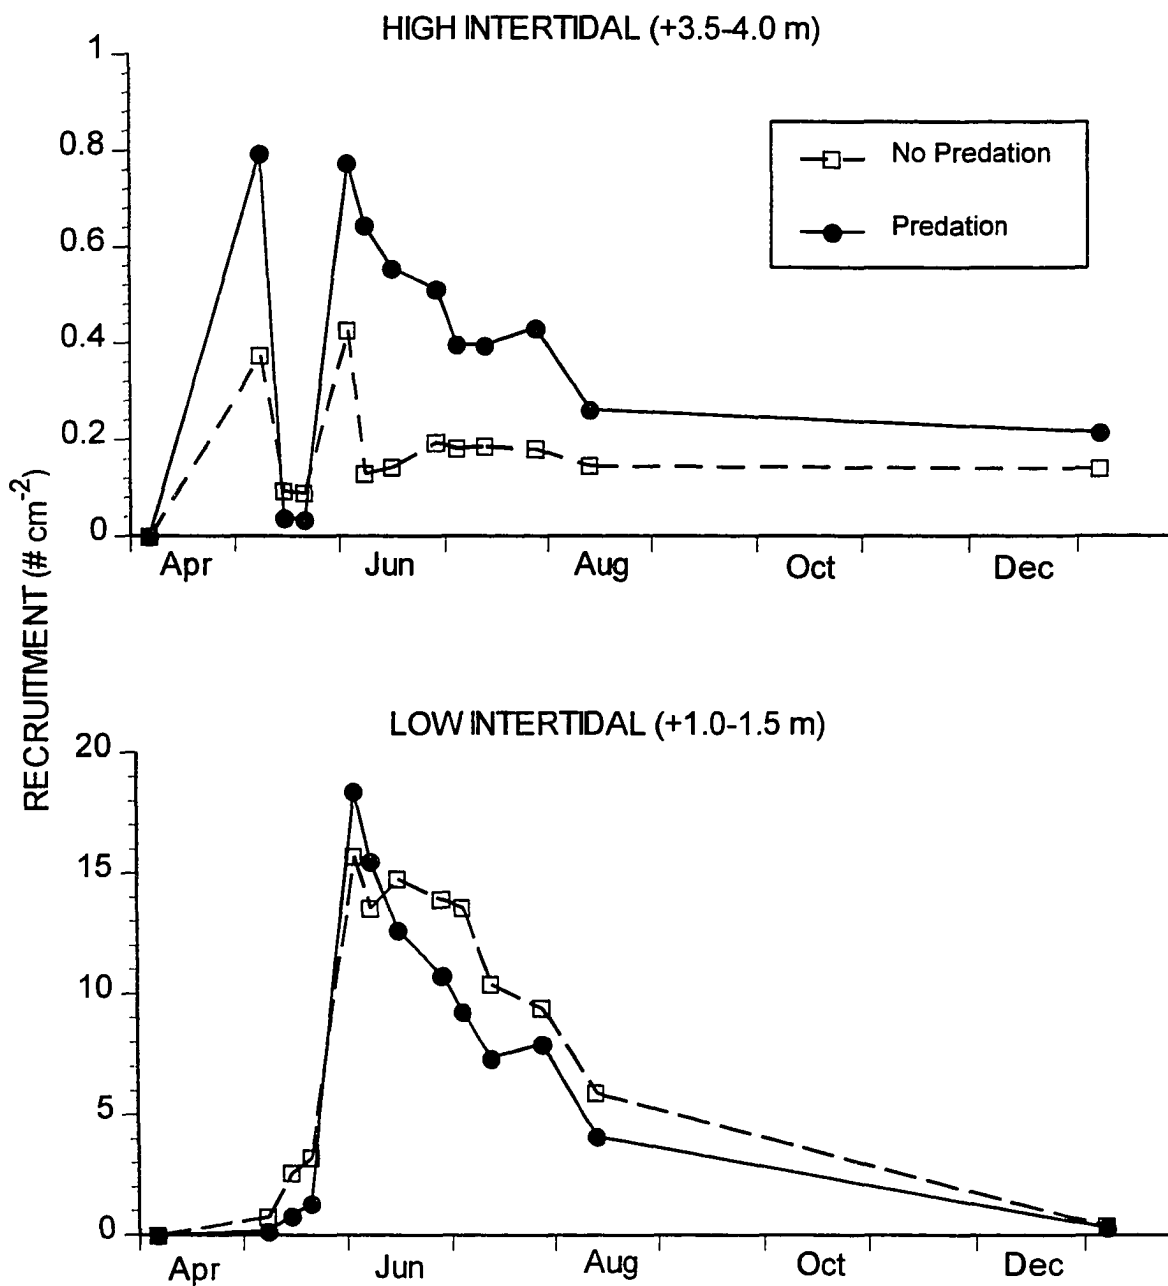 HIGH INTERTIDAL (+3.5-4.0 m)
1
0.8
0.6
0.4
0.2
0
No Predation
Predation
Apr Jun Aug Oct Dec
RECRUITMENT (# cm-2)
LOW INTERTIDAL (+1.0-1.5 m)
20
15
10
5
0
Apr Jun Aug Oct Dec